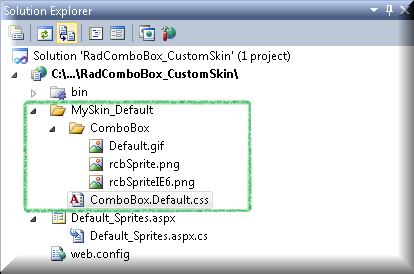 Solution Explorer
Solution 'RadComboBox_CustomSkin' (1 project)
C:\...\RadComboBox_CustomSkin\
bin
MySkin_Default
ComboBox
Default.gif
rcbSprite.png
rcbSpriteIE6.png
ComboBox.Default.css
Default_Sprites.aspx
Default_Sprites.aspx.cs
web.config